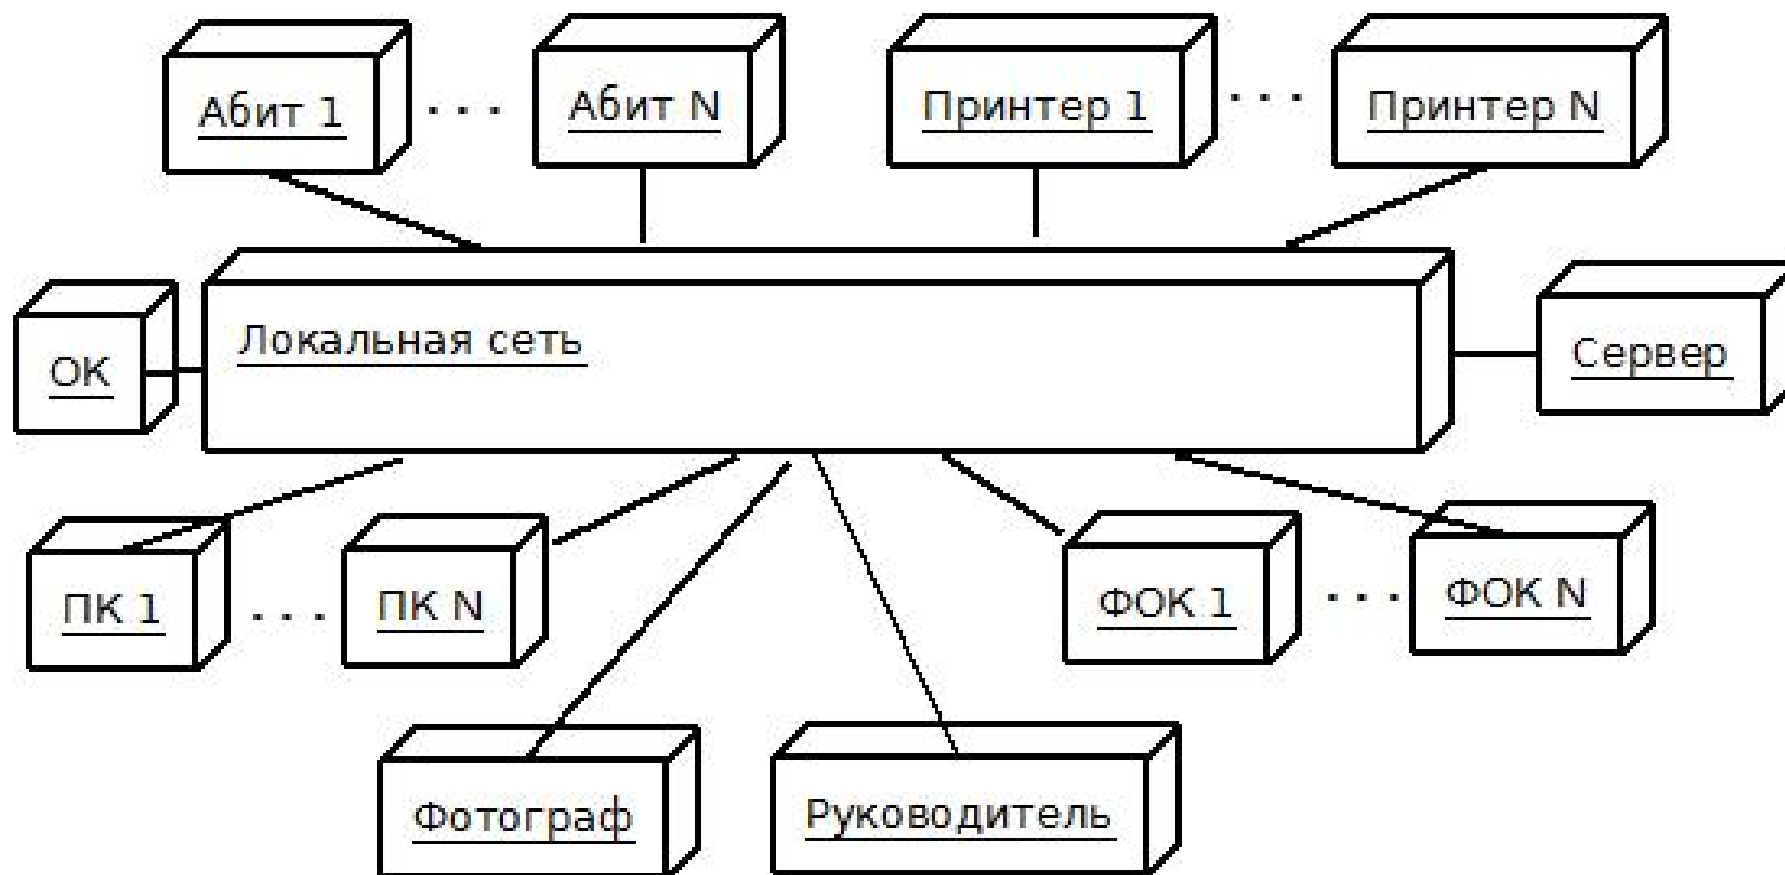 Абит 1 . . . Абит N Принтер 1 . . . Принтер N
Локальная сеть
ОК
Сервер
ПК 1 . . . ПК N
ФОК 1 . . . ФОК N
Фотограф
Руководитель